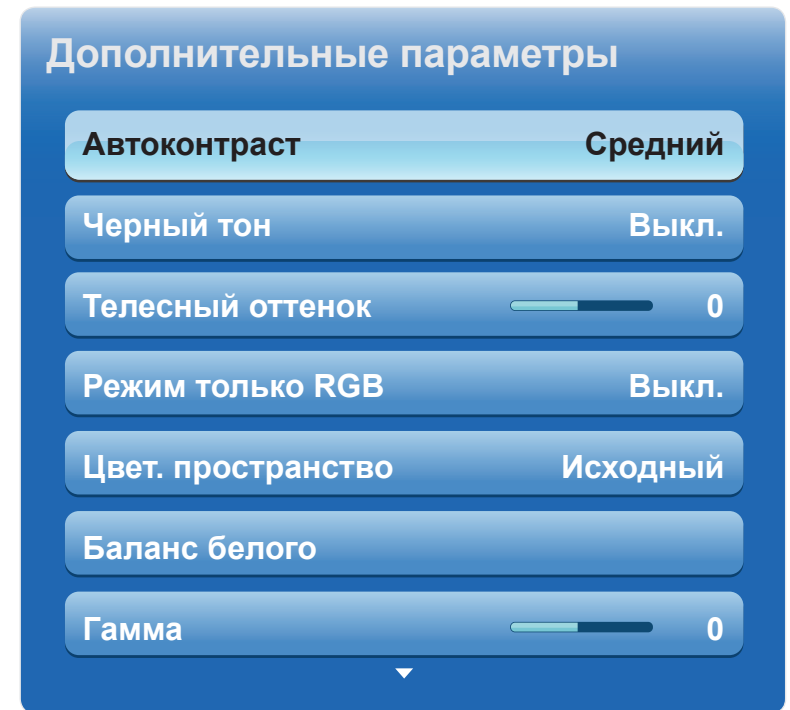 Дополнительные параметры
Автоконтраст Средний
Черный тон Выкл.
Телесный оттенок 0
Режим только RGB Выкл.
Цвет. пространство Исходный
Баланс белого
Гамма 0